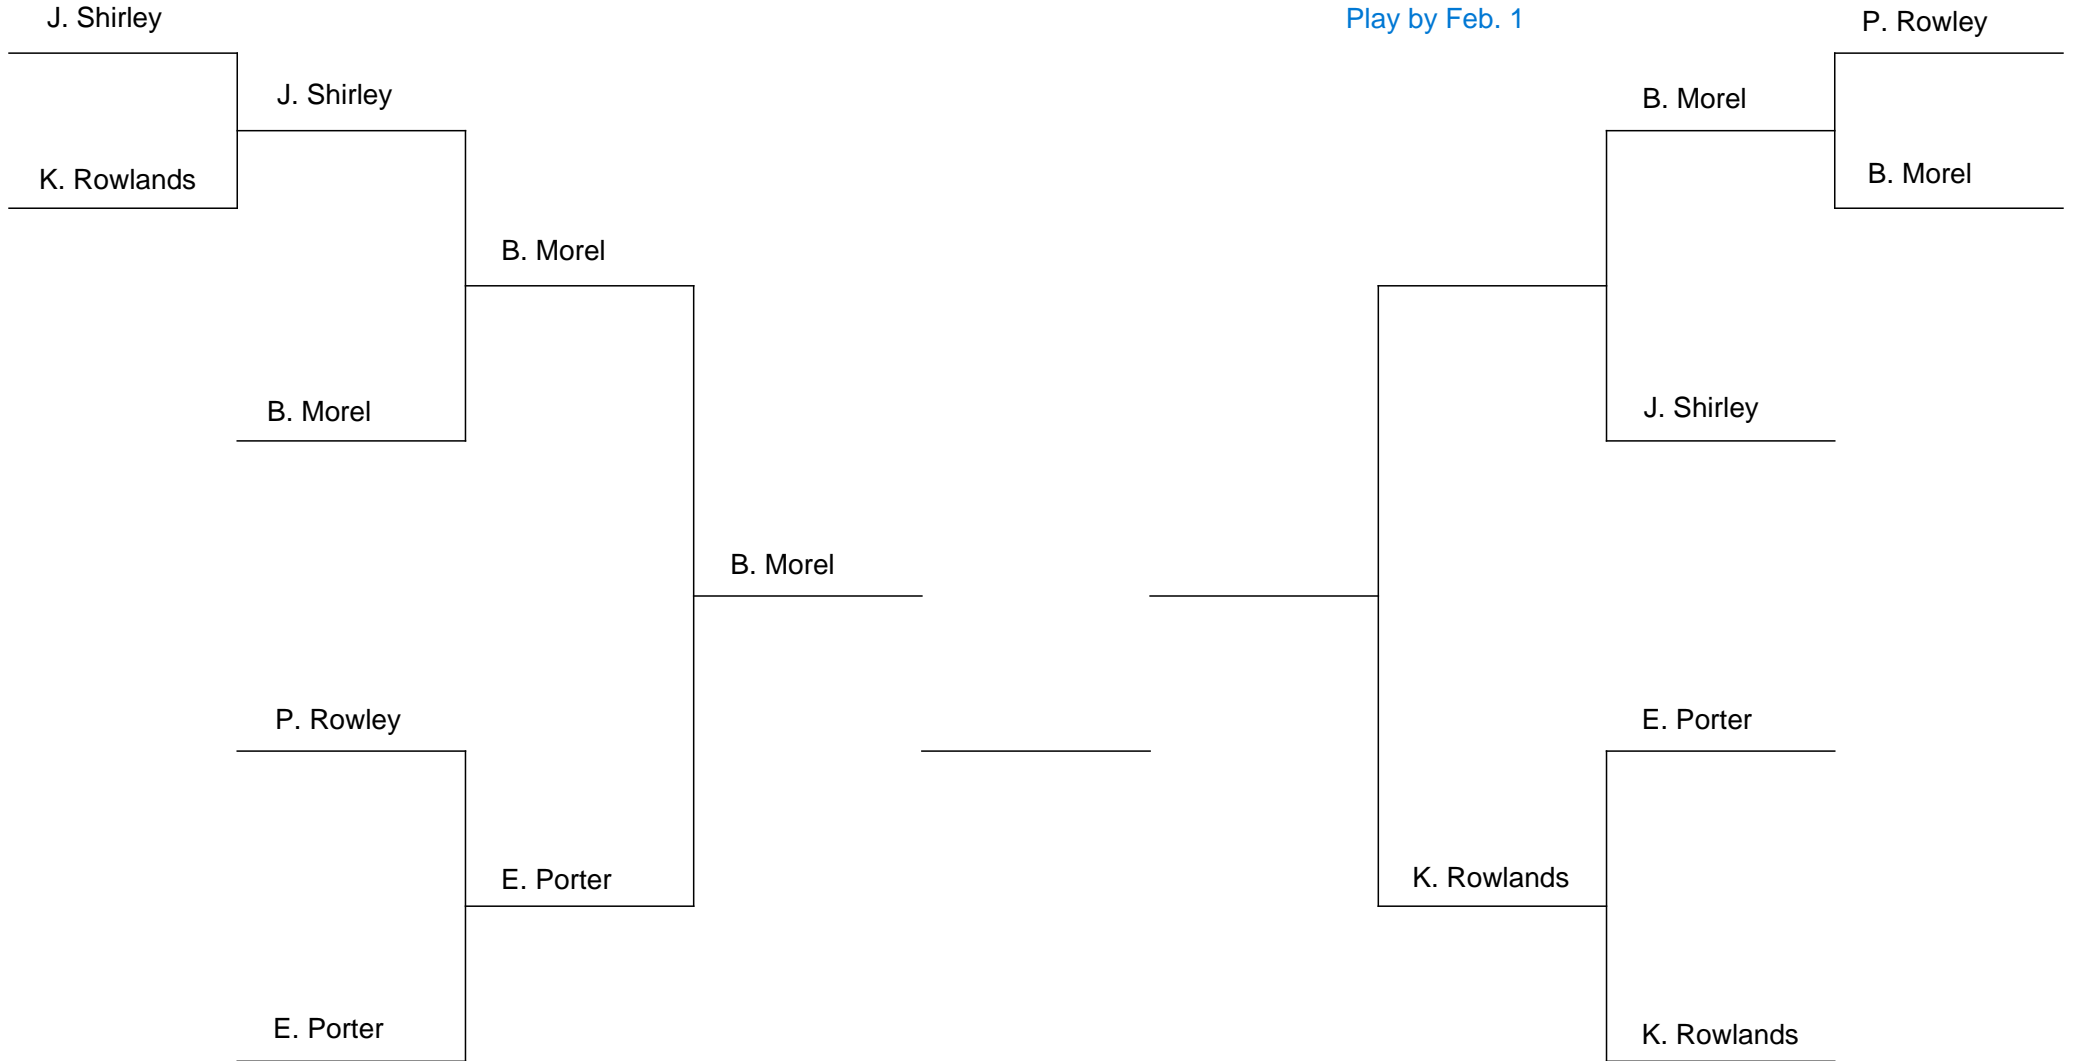 J. Shirley
Play by Feb. 1
P. Rowley
J. Shirley
B. Morel
K. Rowlands
B. Morel
B. Morel
B. Morel
J. Shirley
B. Morel
P. Rowley
E. Porter
E. Porter
K. Rowlands
E. Porter
K. Rowlands